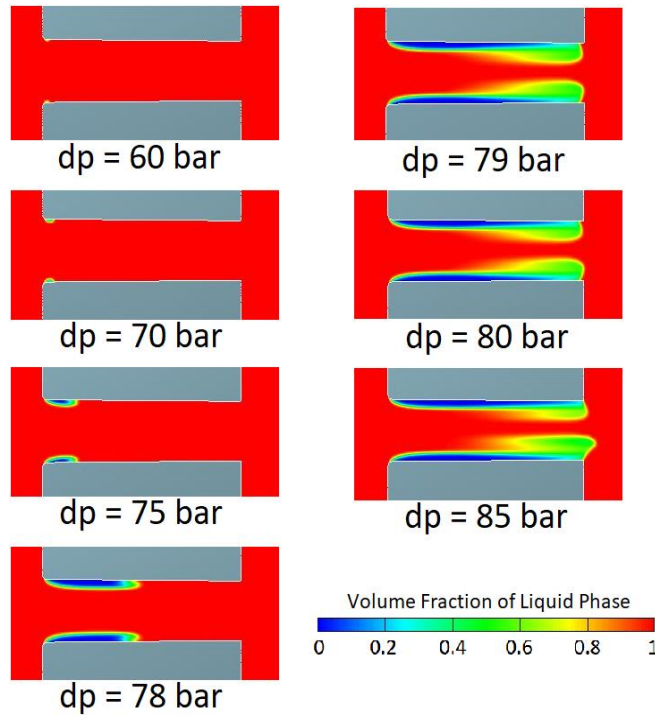 dp = 60 bar
dp = 79 bar
dp = 70 bar
dp = 80 bar
dp = 75 bar
dp = 85 bar
dp = 78 bar
Volume Fraction of Liquid Phase
0 0.2 0.4 0.6 0.8 1